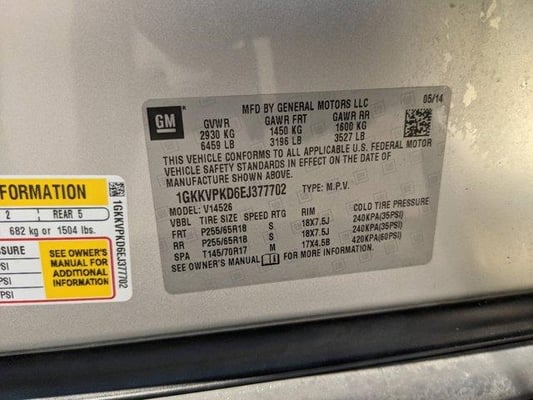 GM
MFD BY GENERAL MOTORS LLC 05/14
GVWR GAWR FRT GAWR RR
2930 KG 1450 KG 1600 KG
6459 LB 3196 LB 3527 LB
THIS VEHICLE CONFORMS TO ALL APPLICABLE U.S. FEDERAL MOTOR
VEHICLE SAFETY STANDARDS IN EFFECT ON THE DATE OF
MANUFACTURE SHOWN ABOVE.
1GKKVPKD6EJ377702 TYPE: M.P.V.
MODEL: V14526
VBBL TIRE SIZE SPEED RTG RIM COLD TIRE PRESSURE
FRT P255/65R18 S 18X7.5J 240KPA(35PSI)
RR P255/65R18 S 18X7.5J 240KPA(35PSI)
SPA T145/70R17 M 17X4.5B 420KPA(60PSI)
SEE OWNER'S MANUAL FOR MORE INFORMATION.
FORMATION
2 REAR 5
682 kg or 1504 lbs.
SSURE
PSI
PSI
PSI
SEE OWNER'S
MANUAL FOR
ADDITIONAL
INFORMATION
1GKKVPKD6EJ377702